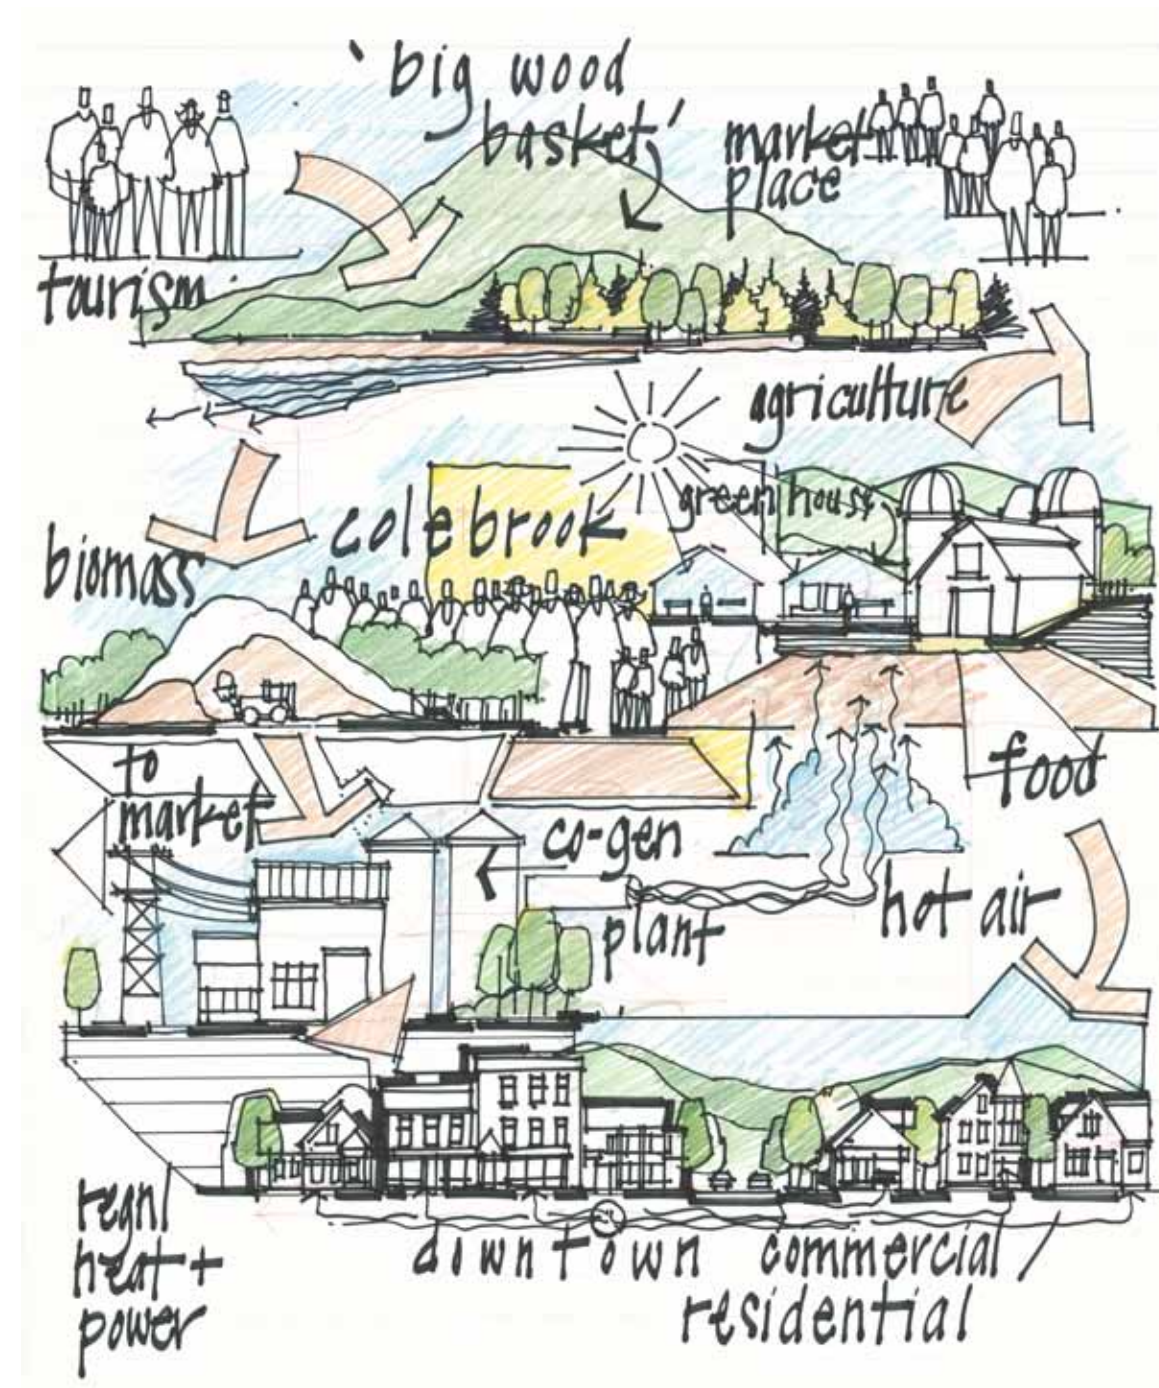 'big wood
basket'
market
place
tourism
agriculture
greenhouse
colebrook
biomass
to
market
food
co-gen
plant
hot air
regnl
heat +
power
downtown commercial /
residential